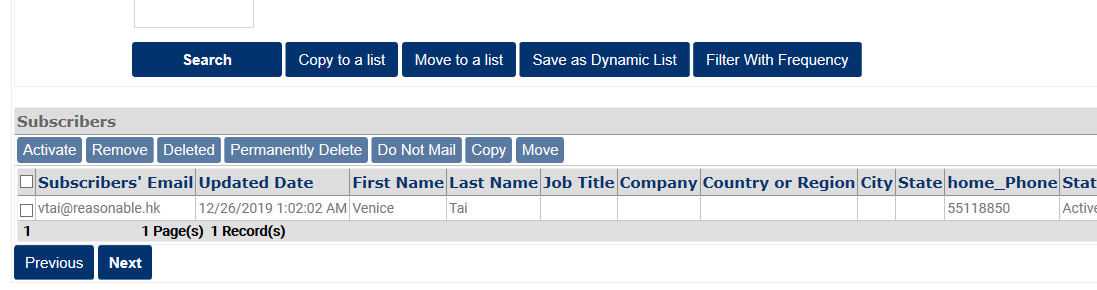 Search Copy to a list Move to a list Save as Dynamic List Filter With Frequency
Subscribers
Activate Remove Deleted Permanently Delete Do Not Mail Copy Move
Subscribers' Email Updated Date First Name Last Name Job Title Company Country or Region City State home_Phone Stat
vtai@reasonable.hk 12/26/2019 1:02:02 AM Venice Tai 55118850 Active
1 1 Page(s) 1 Record(s)
Previous Next